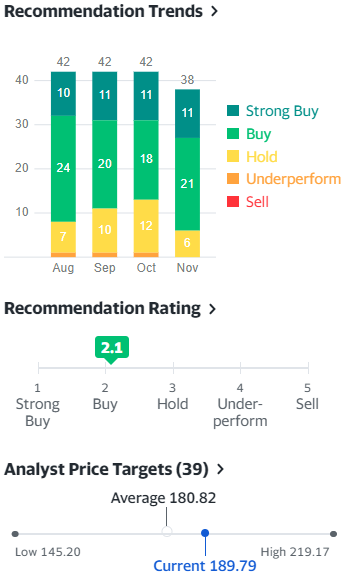 Recommendation Trends >
42 42 42 38
40
30
20
10
10 11 11 11
24 20 18 21
7 10 12 6
Aug Sep Oct Nov
Strong Buy
Buy
Hold
Underperform
Sell
Recommendation Rating >
2.1
1 2 3 4 5
Strong Buy Hold Under- Sell
Buy perform
Analyst Price Targets (39) >
Average 180.82
Low 145.20 High 219.17
Current 189.79